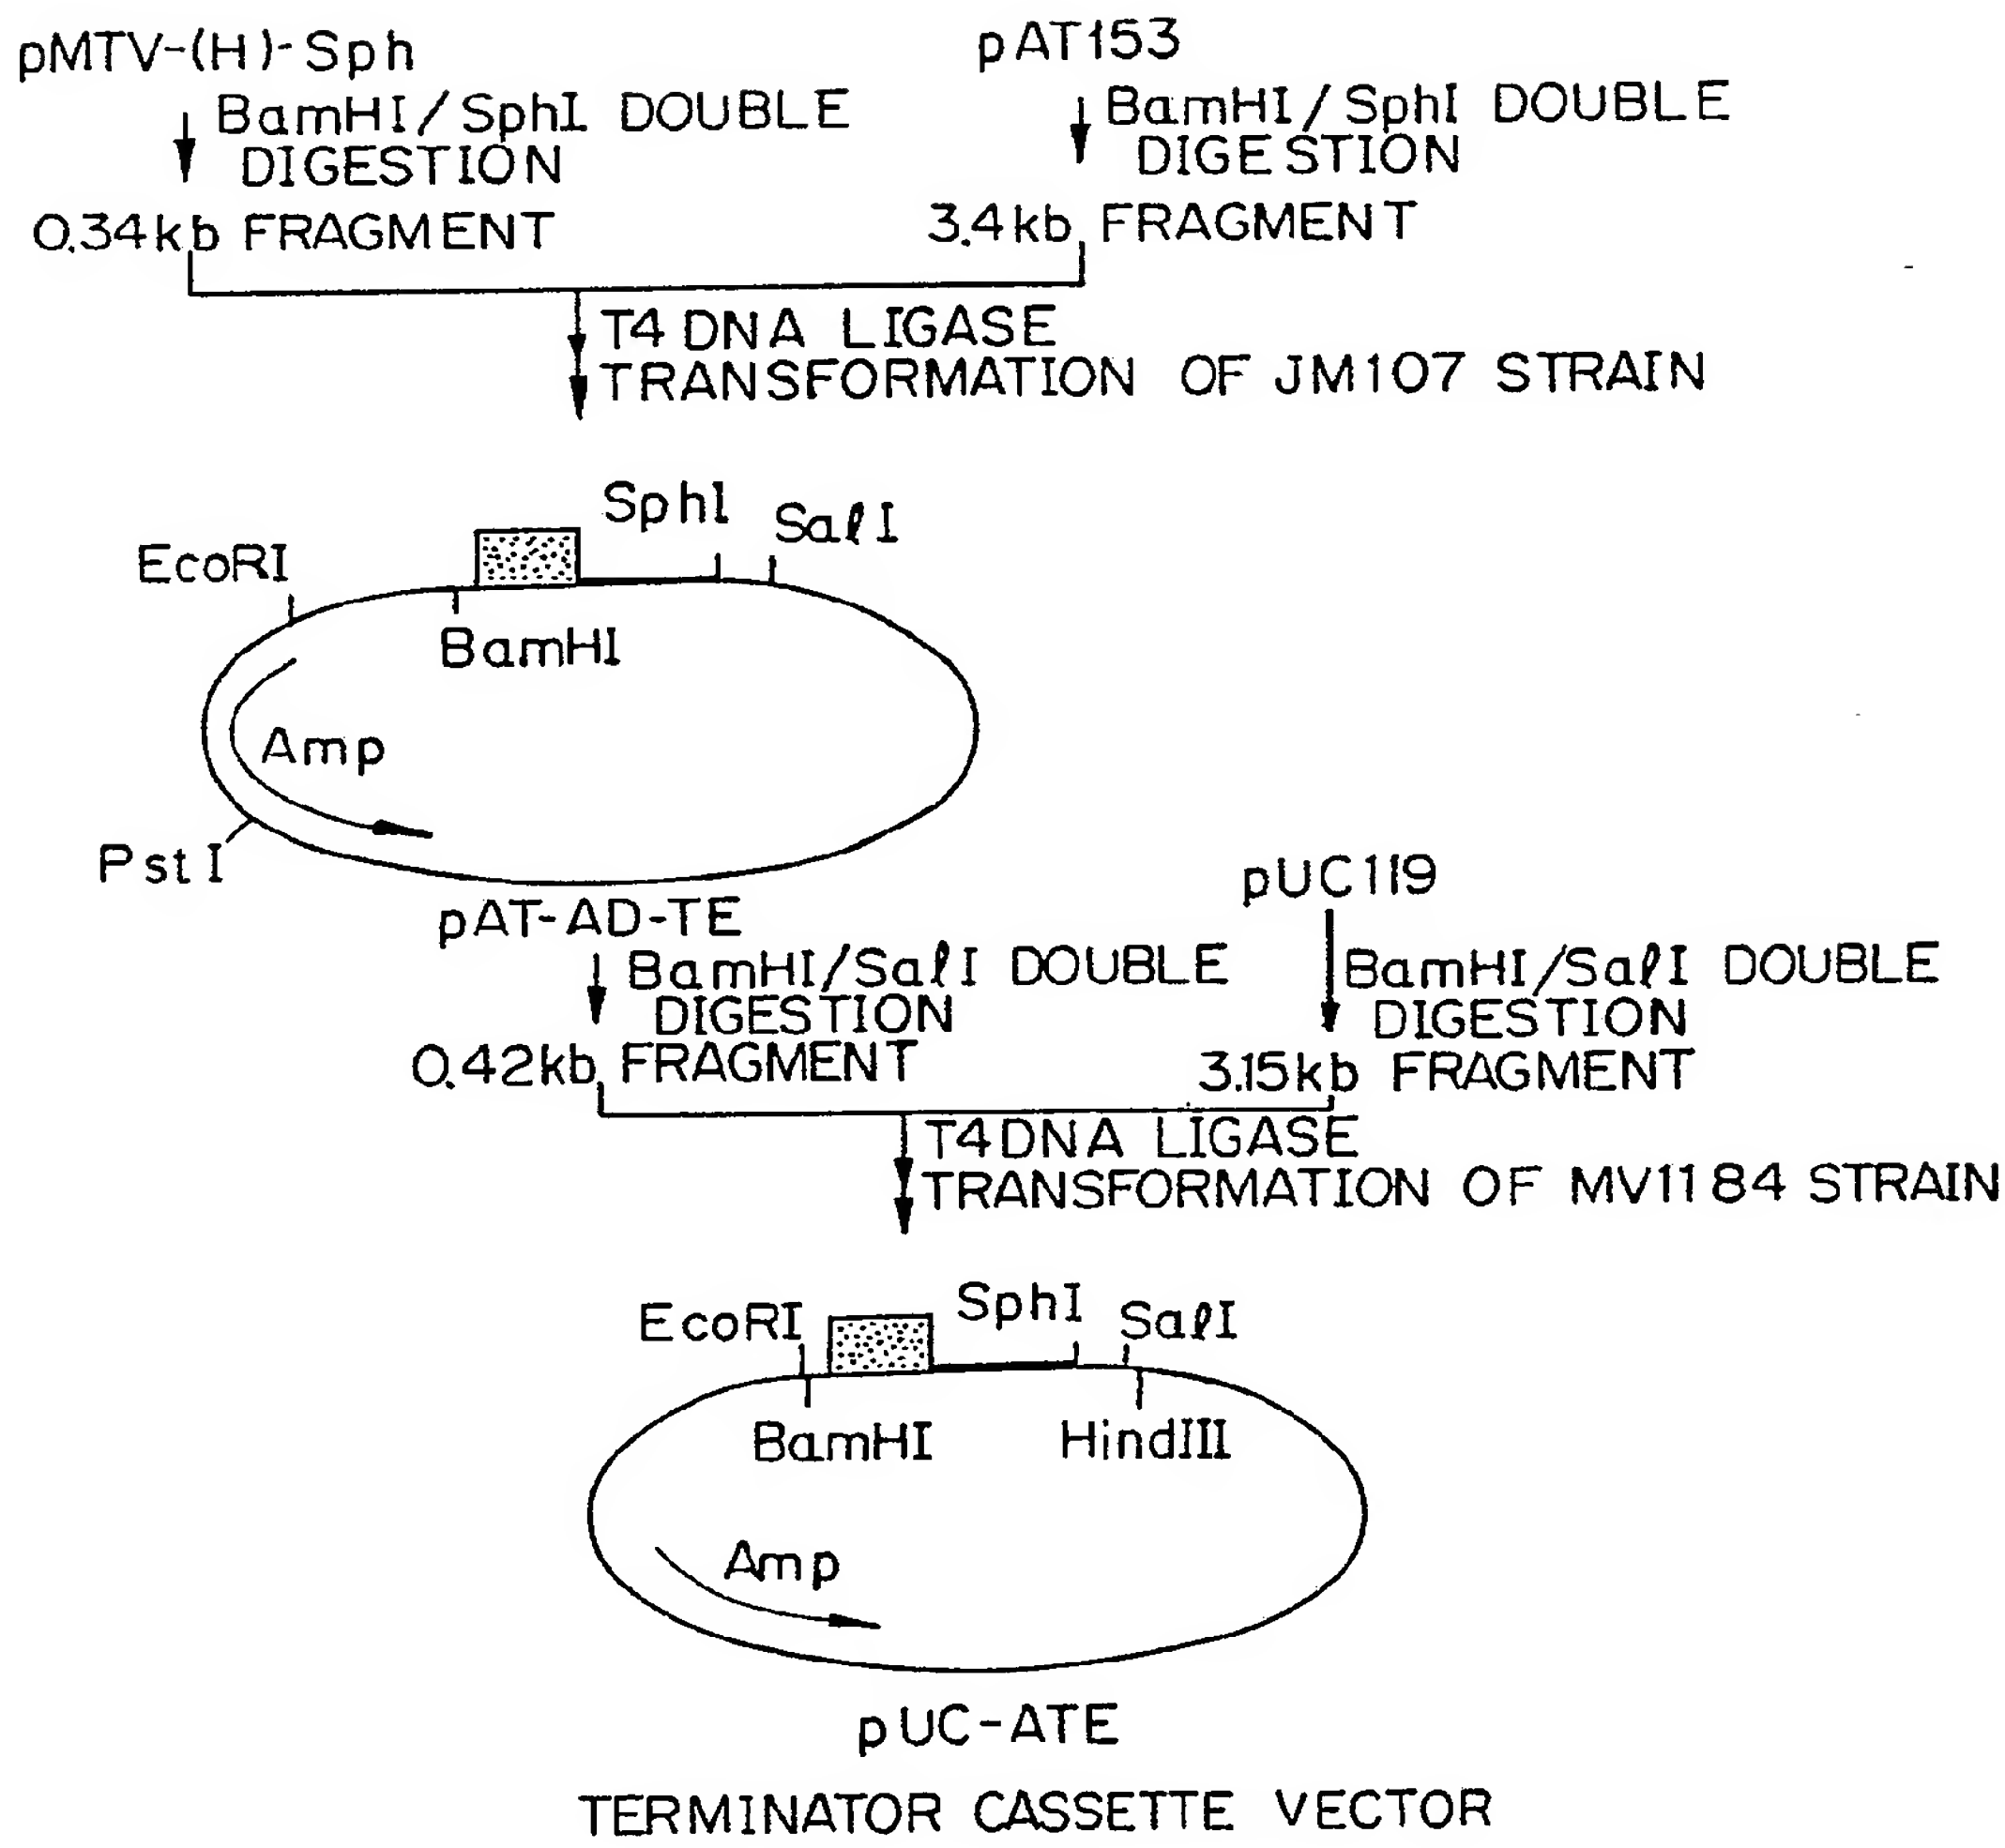 pMTV-(H)-Sph
pAT153
BamHI/SphI DOUBLE
DIGESTION
BamHI/SphI DOUBLE
DIGESTION
0.34kb FRAGMENT
3.4kb FRAGMENT
T4 DNA LIGASE
TRANSFORMATION OF JM107 STRAIN
SphI
SalI
EcoRI
BamHI
Amp
PstI
pAT-AD-TE
pUC119
BamHI/SalI DOUBLE
DIGESTION
BamHI/SalI DOUBLE
DIGESTION
0.42kb FRAGMENT
3.15kb FRAGMENT
T4 DNA LIGASE
TRANSFORMATION OF MV1184 STRAIN
EcoRI
SphI
SalI
BamHI
HindIII
Amp
pUC-ATE
TERMINATOR CASSETTE VECTOR